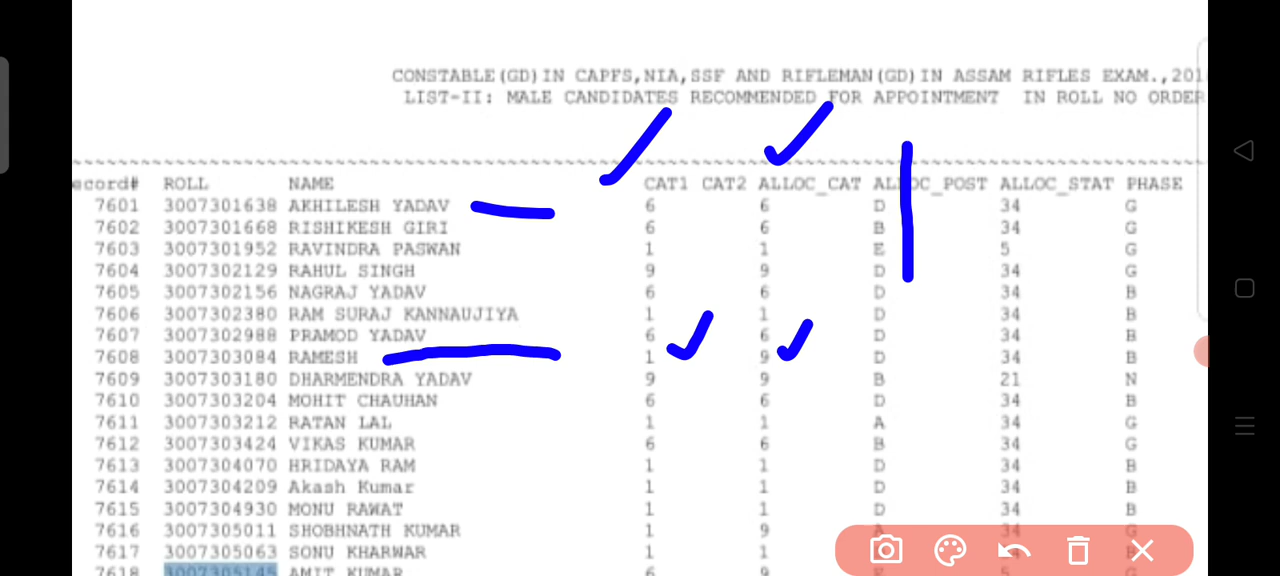 CONSTABLE(GD)IN CAPFS,NIA,SSF AND RIFLEMAN(GD)IN ASSAM RIFLES EXAM.,201
LIST-II: MALE CANDIDATES RECOMMENDED FOR APPOINTMENT IN ROLL NO ORDER
ecord# ROLL NAME CAT1 CAT2 ALLOC_CAT ALLOC_POST ALLOC_STAT PHASE
7601 3007301638 AKHILESH YADAV 6 6 D 34 G
7602 3007301668 RISHIKESH GIRI 6 6 B 34 G
7603 3007301952 RAVINDRA PASWAN 1 1 E 5 G
7604 3007302129 RAHUL SINGH 9 9 D 34 G
7605 3007302156 NAGRAJ YADAV 6 6 D 34 B
7606 3007302380 RAM SURAJ KANNAUJIYA 1 1 D 34 B
7607 3007302988 PRAMOD YADAV 6 6 D 34 B
7608 3007303084 RAMESH 1 9 D 34 B
7609 3007303180 DHARMENDRA YADAV 9 9 B 21 N
7610 3007303204 MOHIT CHAUHAN 6 6 D 34 B
7611 3007303212 RATAN LAL 1 1 A 34 G
7612 3007303424 VIKAS KUMAR 6 6 B 34 G
7613 3007304070 HRIDAYA RAM 1 1 D 34 B
7614 3007304209 Akash Kumar 1 1 D 34 B
7615 3007304930 MONU RAWAT 1 1 D 34 B
7616 3007305011 SHOBHNATH KUMAR 1 9 A 34 G
7617 3007305063 SONU KHARWAR 1 1
7618 3007305145 AMIT KUMAR 6 9